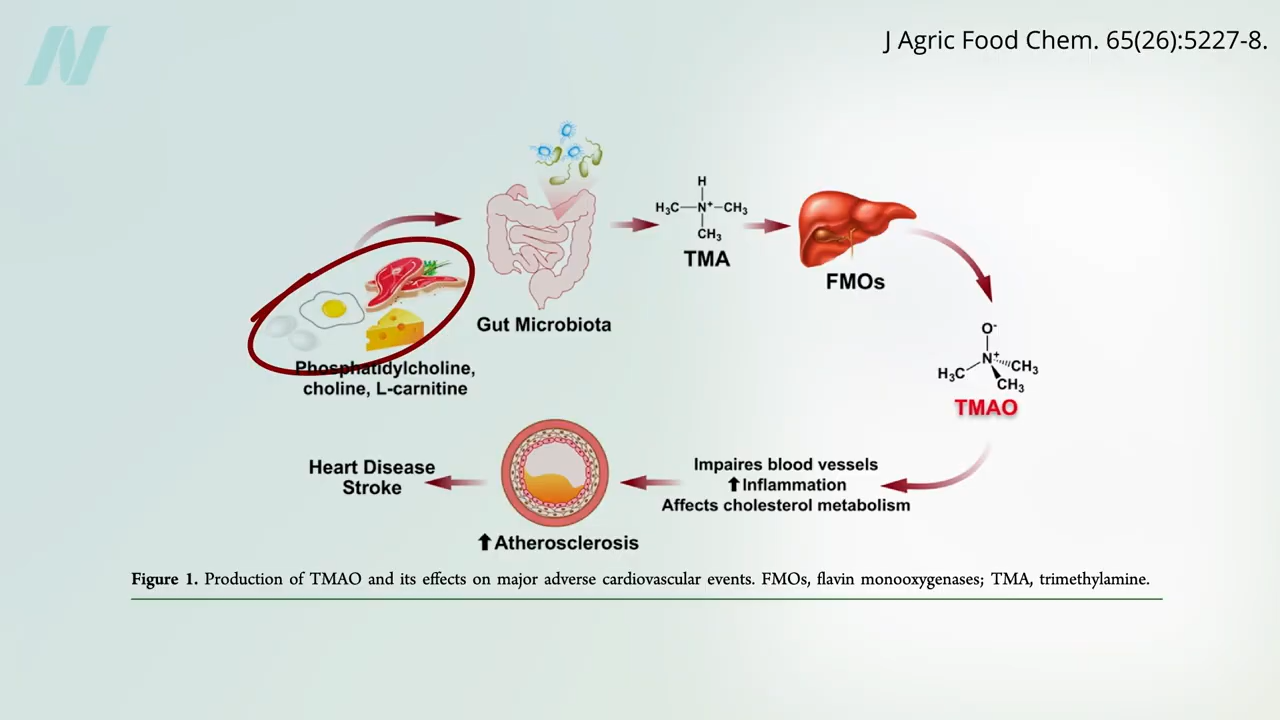 J Agric Food Chem. 65(26):5227-8.
H
H₃C—N⁺—CH₃
CH₃
TMA
FMOs
Gut Microbiota
Phosphatidylcholine,
choline, L-carnitine
O⁻
N⁺
H₃C
CH₃
CH₃
TMAO
Heart Disease
Stroke
⬆Atherosclerosis
Impairs blood vessels
⬆Inflammation
Affects cholesterol metabolism
Figure 1. Production of TMAO and its effects on major adverse cardiovascular events. FMOs, flavin monooxygenases; TMA, trimethylamine.